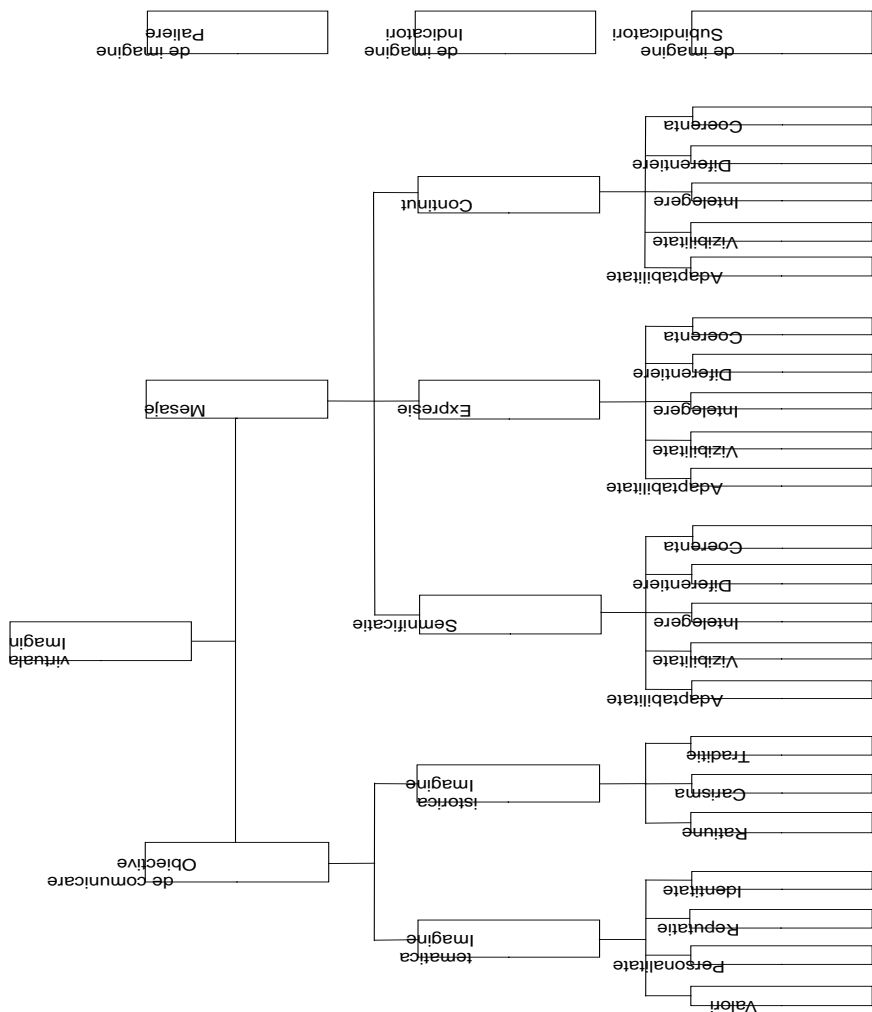 Paliere
de imagine
Indicatori
de imagine
Subindicatori
de imagine
Coerenta
Diferentiere
Continut
Intelegere
Vizibilitate
Adaptabilitate
Coerenta
Diferentiere
Mesaje
Expresie
Intelegere
Vizibilitate
Adaptabilitate
Coerenta
Diferentiere
Semnificatie
Intelegere
Imagin
virtuala
Vizibilitate
Adaptabilitate
Traditie
Imagine
istorica
Carisma
Ratiune
Obiective
de comunicare
Identitate
Reputatie
Imagine
tematica
Personalitate
Valori